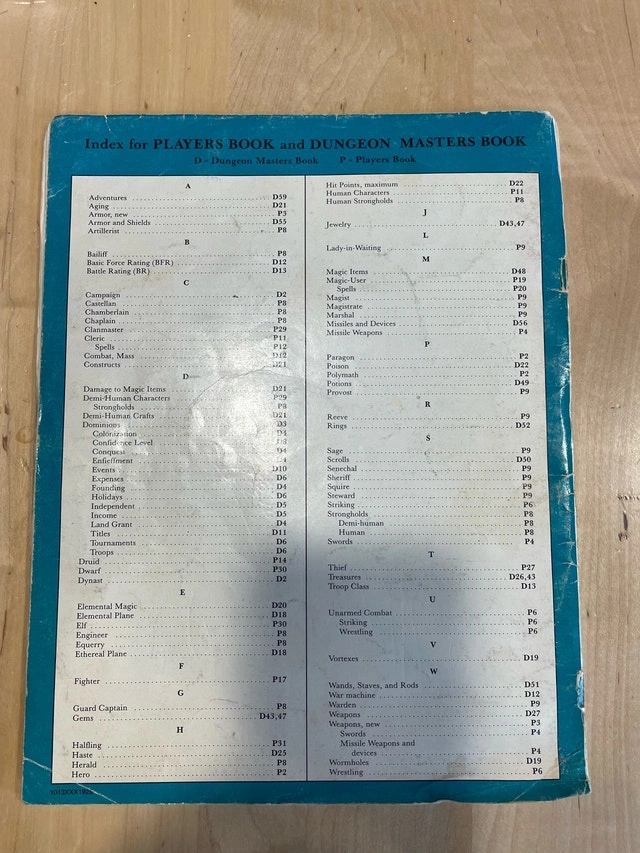 Index for PLAYERS BOOK and DUNGEON MASTERS BOOK
D = Dungeon Masters Book P = Players Book
A
Adventures D59
Aging D21
Armor, new P3
Armor and Shields D55
Artillerist P8
B
Bailiff P8
Basic Force Rating (BFR) D12
Battle Rating (BR) D13
C
Campaign D2
Castellan P8
Chamberlain P8
Chaplain P8
Clanmaster P29
Cleric P11
Spells P12
Combat, Mass D12
Constructs D21
D
Damage to Magic Items D21
Demi-Human Characters P29
Strongholds P8
Demi-Human Crafts D21
Dominions D3
Colonization D4
Confidence Level
Conquest D4
Enfieffment
Events D10
Expenses D6
Founding D4
Holidays D6
Independent D5
Income D5
Land Grant D4
Titles D11
Tournaments D6
Troops D6
Druid P14
Dwarf P30
Dynast D2
E
Elemental Magic D20
Elemental Plane D18
Elf P30
Engineer P8
Equerry P8
Ethereal Plane D18
F
Fighter P17
G
Guard Captain P8
Gems D43,47
H
Halfling P31
Haste D25
Herald P8
Hero P2
Hit Points, maximum D22
Human Characters P11
Human Strongholds P8
J
Jewelry D43,47
L
Lady-in-Waiting P9
M
Magic Items D48
Magic-User P19
Spells P20
Magist P9
Magistrate P9
Marshal P9
Missiles and Devices D56
Missile Weapons P4
P
Paragon P2
Poison D22
Polymath P2
Potions D49
Provost P9
R
Reeve P9
Rings D52
S
Sage P9
Scrolls D50
Seneschal P9
Sheriff P9
Squire P9
Steward P9
Striking P6
Strongholds P8
Demi-human P8
Human P8
Swords P4
T
Thief P27
Treasures D26,43
Troop Class D13
U
Unarmed Combat P6
Striking P6
Wrestling P6
V
Vortexes D19
W
Wands, Staves, and Rods D51
War machine D12
Warden P9
Weapons D27
Weapons, new P3
Swords P4
Missile Weapons and
devices P4
Wormholes D19
Wrestling P6